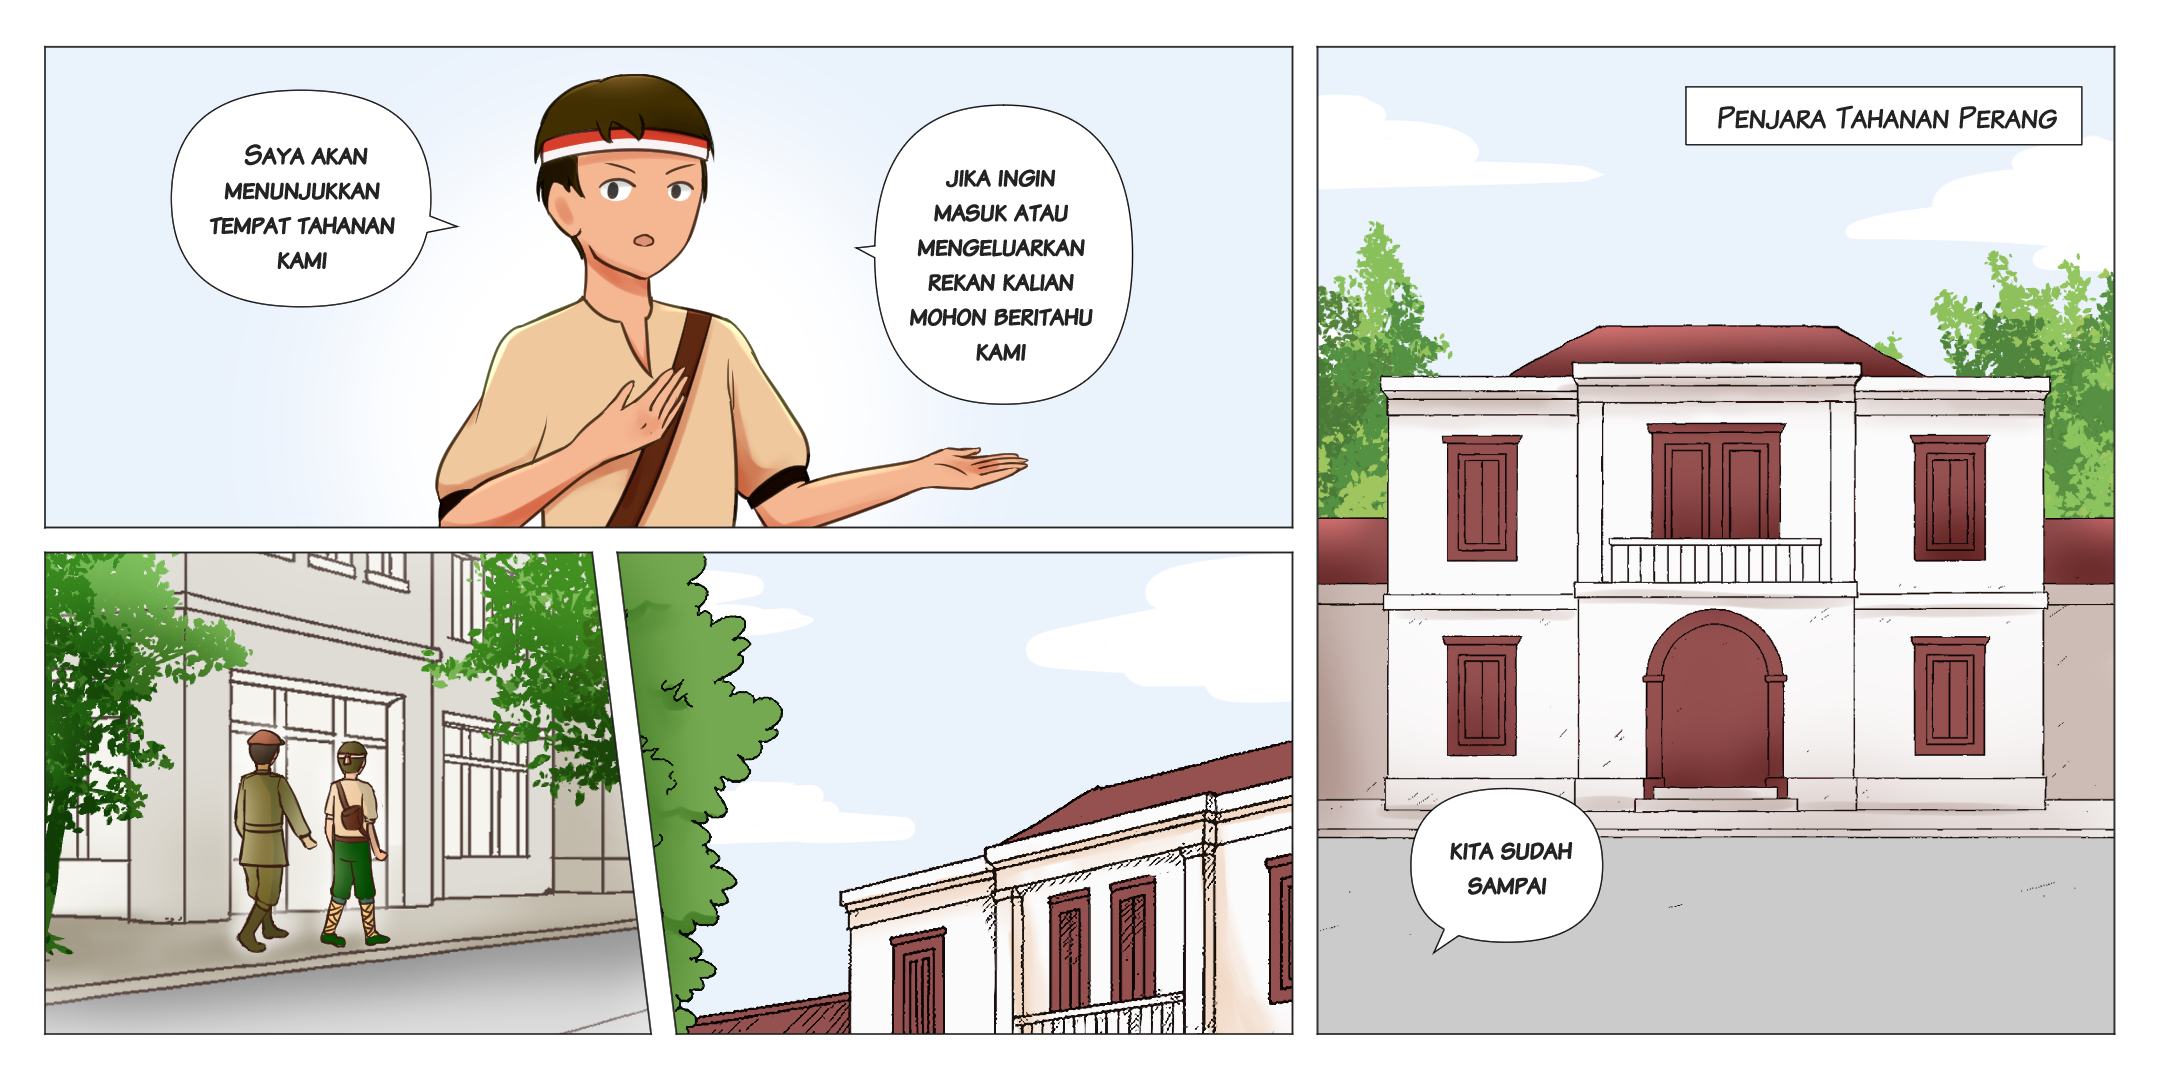 SAYA AKAN
MENUNJUKKAN
TEMPAT TAHANAN
KAMI
JIKA INGIN
MASUK ATAU
MENGELUARKAN
REKAN KALIAN
MOHON BERITAHU
KAMI
PENJARA TAHANAN PERANG
KITA SUDAH
SAMPAI